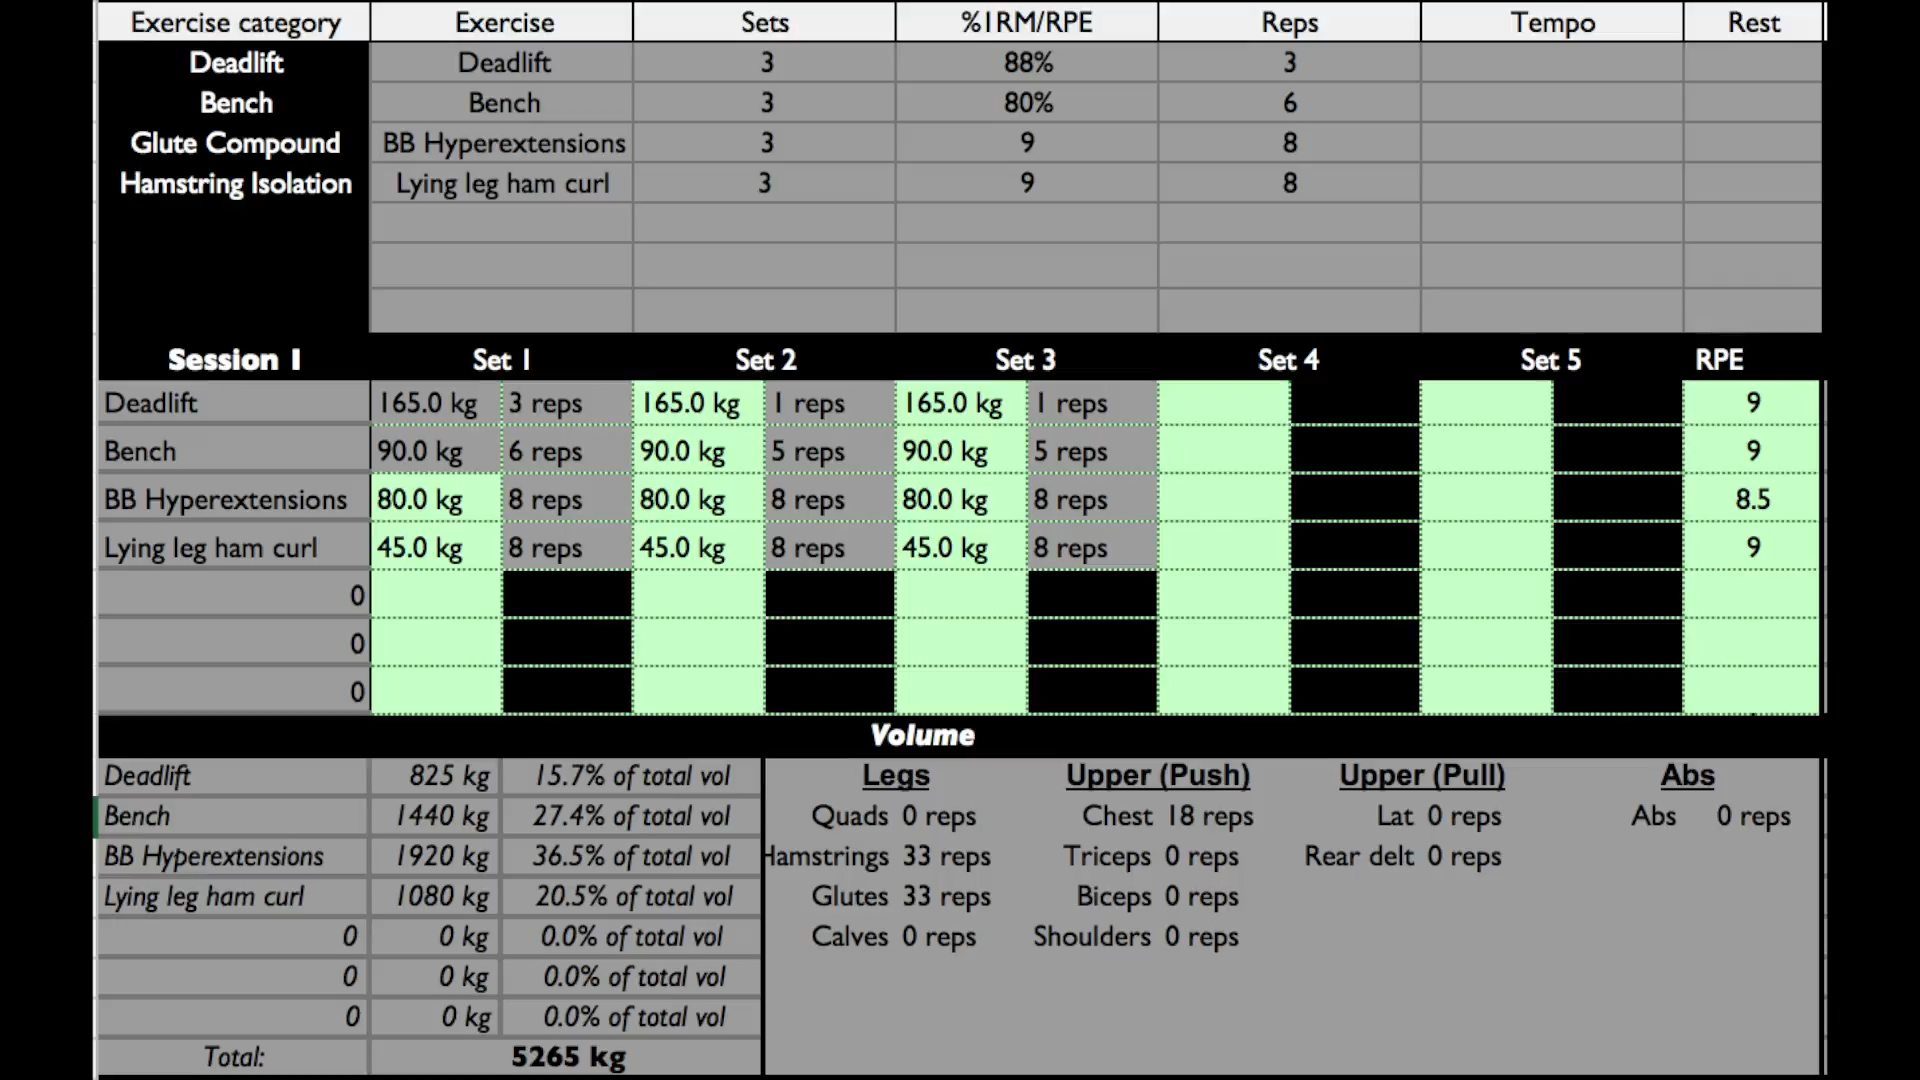 Exercise category Exercise Sets %1RM/RPE Reps Tempo Rest
Deadlift Deadlift 3 88% 3
Bench Bench 3 80% 6
Glute Compound BB Hyperextensions 3 9 8
Hamstring Isolation Lying leg ham curl 3 9 8
Session 1 Set 1 Set 2 Set 3 Set 4 Set 5 RPE
Deadlift 165.0 kg 3 reps 165.0 kg 1 reps 165.0 kg 1 reps 9
Bench 90.0 kg 6 reps 90.0 kg 5 reps 90.0 kg 5 reps 9
BB Hyperextensions 80.0 kg 8 reps 80.0 kg 8 reps 80.0 kg 8 reps 8.5
Lying leg ham curl 45.0 kg 8 reps 45.0 kg 8 reps 45.0 kg 8 reps 9
0
0
0
Volume
Deadlift 825 kg 15.7% of total vol Legs Upper (Push) Upper (Pull) Abs
Bench 1440 kg 27.4% of total vol Quads 0 reps Chest 18 reps Lat 0 reps Abs 0 reps
BB Hyperextensions 1920 kg 36.5% of total vol Hamstrings 33 reps Triceps 0 reps Rear delt 0 reps
Lying leg ham curl 1080 kg 20.5% of total vol Glutes 33 reps Biceps 0 reps
0 0 kg 0.0% of total vol Calves 0 reps Shoulders 0 reps
0 0 kg 0.0% of total vol
0 0 kg 0.0% of total vol
Total: 5265 kg